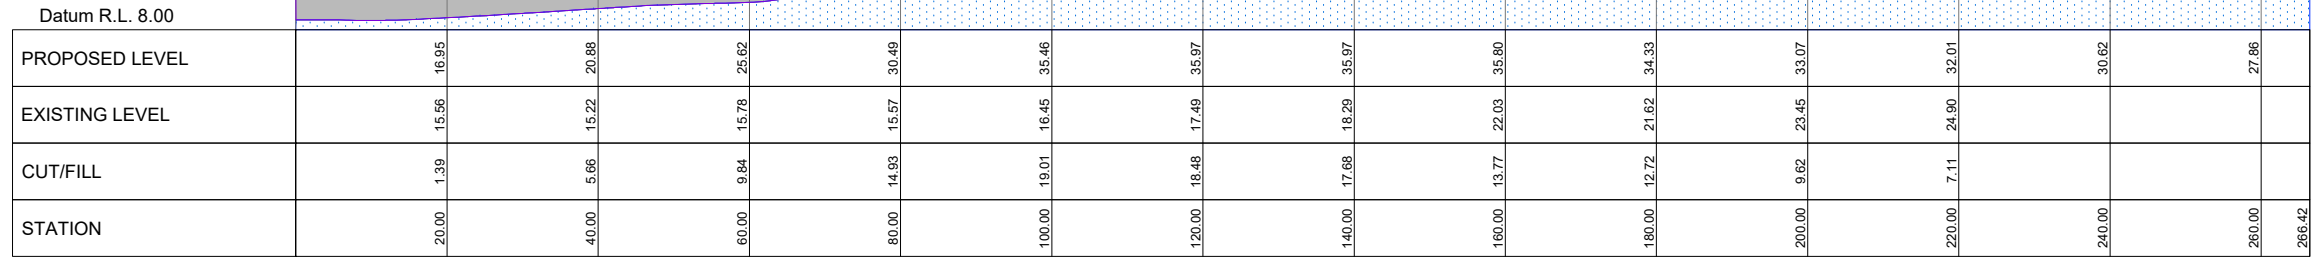 Datum R.L. 8.00
PROPOSED LEVEL 16.95 20.88 25.62 30.49 35.46 35.97 35.97 35.80 34.33 33.07 32.01 30.62 27.86
EXISTING LEVEL 15.56 15.22 15.78 15.57 16.45 17.49 18.29 22.03 21.62 23.45 24.90
CUT/FILL 1.39 5.66 9.84 14.93 19.01 18.48 17.68 13.77 12.72 9.62 7.11
STATION 20.00 40.00 60.00 80.00 100.00 120.00 140.00 160.00 180.00 200.00 220.00 240.00 260.00 266.42